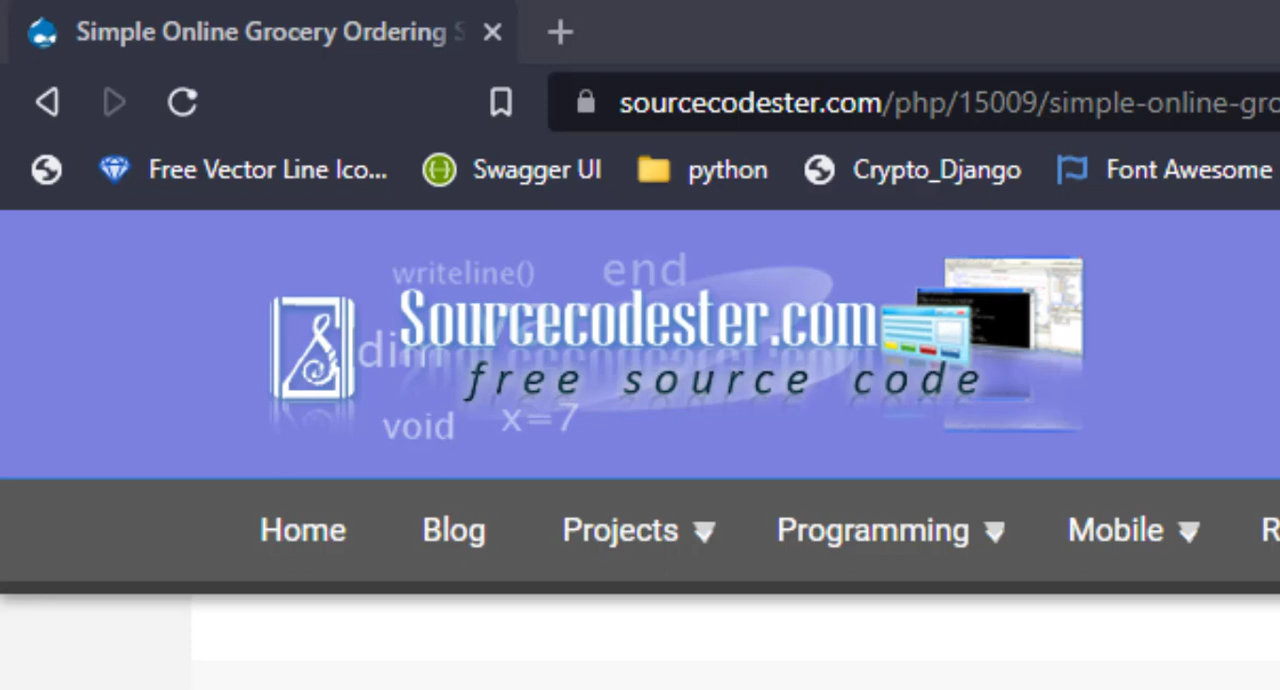 Simple Online Grocery Ordering S
sourcecodester.com/php/15009/simple-online-gro
Free Vector Line Ico... Swagger UI python Crypto_Django Font Awesome
writeline() end
Sourcecodester.com
dim
free source code
void x=7
Home Blog Projects Programming Mobile R